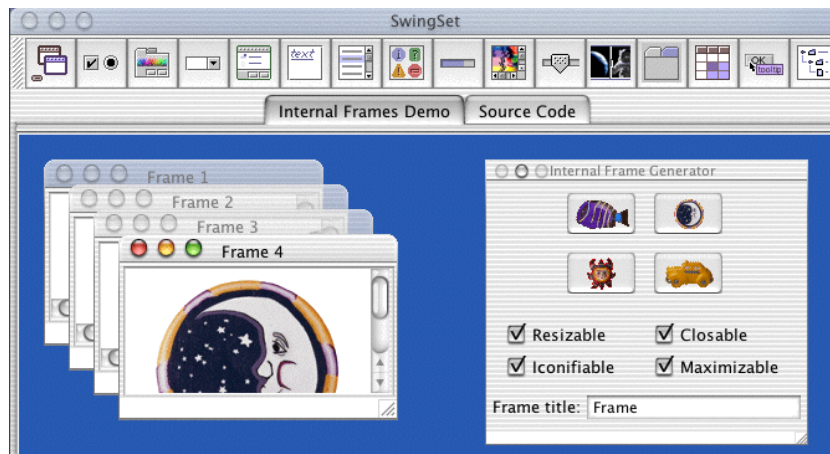 SwingSet
text
OK
tooltip
Internal Frames Demo
Source Code
Frame 1
Frame 2
Frame 3
Frame 4
Internal Frame Generator
Resizable
Closable
Iconifiable
Maximizable
Frame title: Frame